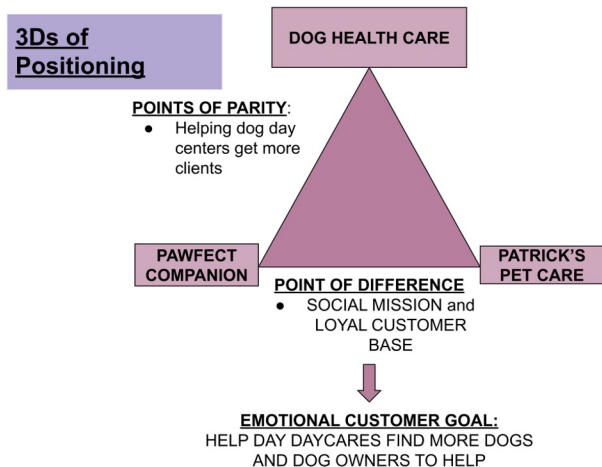 3Ds of
Positioning
DOG HEALTH CARE
POINTS OF PARITY:
● Helping dog day
centers get more
clients
PAWFECT
COMPANION
PATRICK'S
PET CARE
POINT OF DIFFERENCE
● SOCIAL MISSION and
LOYAL CUSTOMER
BASE
EMOTIONAL CUSTOMER GOAL:
HELP DAY DAYCARES FIND MORE DOGS
AND DOG OWNERS TO HELP